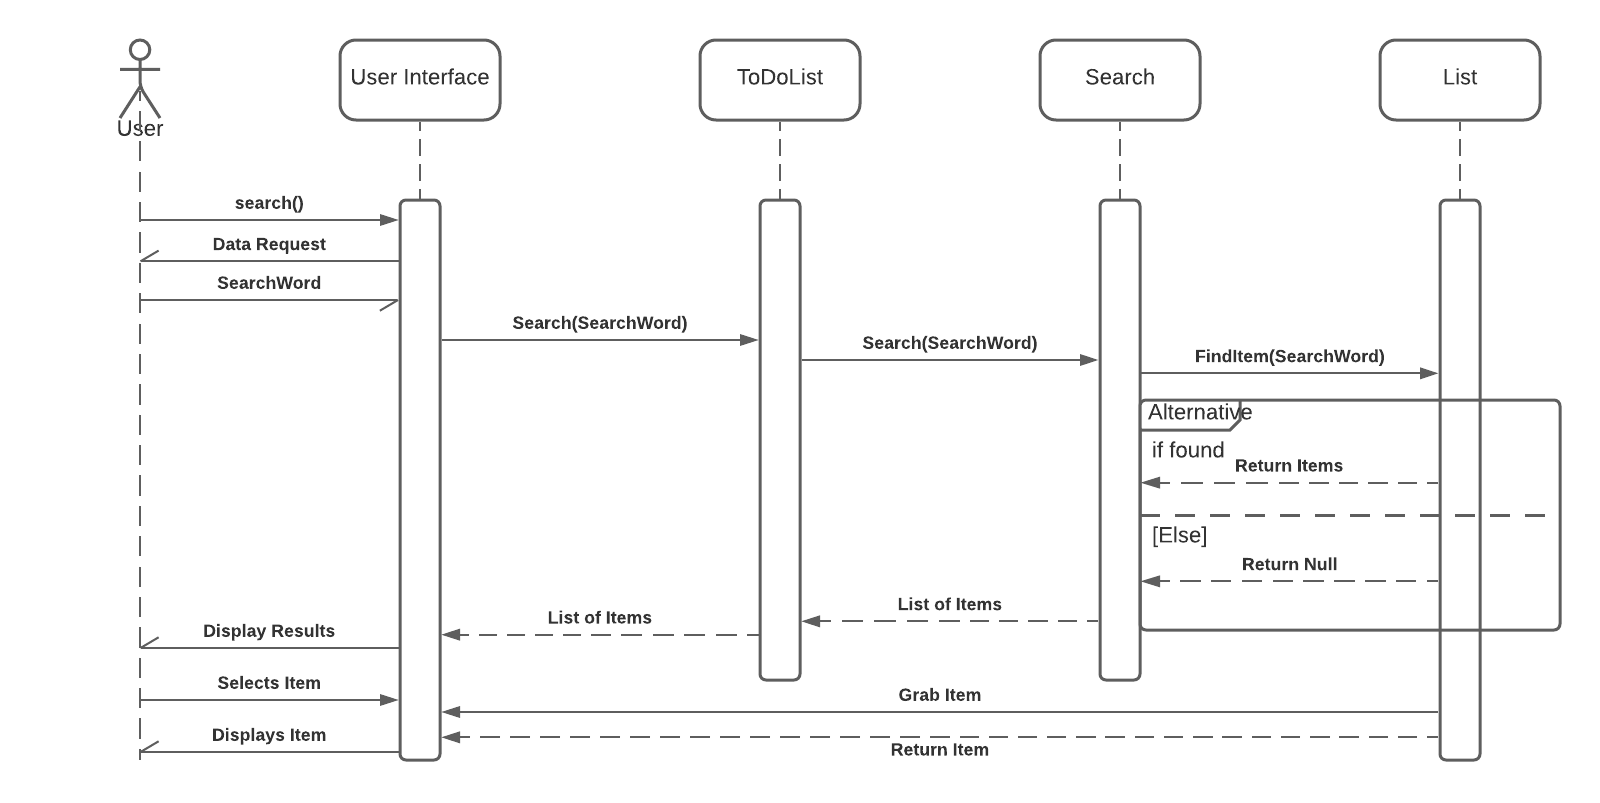 User
User Interface
ToDoList
Search
List
search()
Data Request
SearchWord
Search(SearchWord)
Search(SearchWord)
FindItem(SearchWord)
Alternative
if found
Return Items
[Else]
Return Null
List of Items
List of Items
Display Results
Selects Item
Grab Item
Displays Item
Return Item